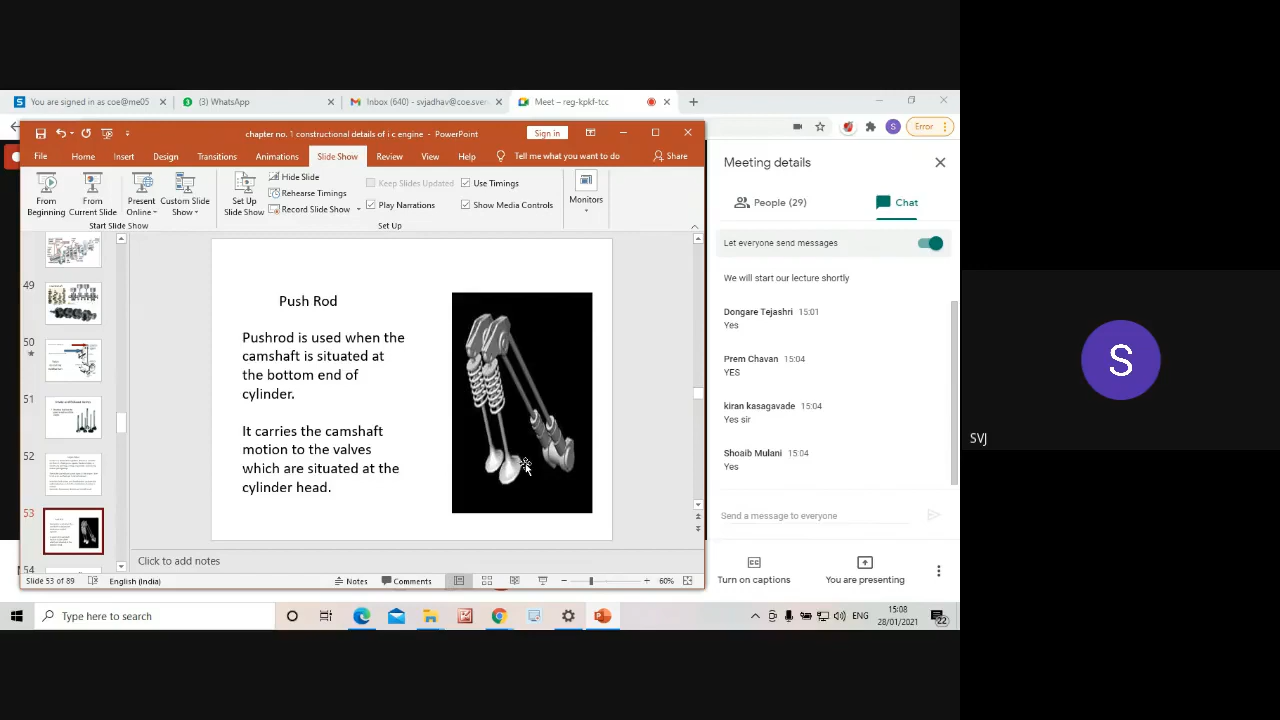 You are signed in as coe@me05
(3) WhatsApp
Inbox (640) - svjadhav@coe.sver
Meet – reg-kpkf-tcc
chapter no. 1 constructional details of i c engine - PowerPoint
Sign in
Error
File Home Insert Design Transitions Animations Slide Show Review View Help Tell me what you want to do Share
From Beginning
From Current Slide
Present Online
Custom Slide Show
Start Slide Show
Set Up Slide Show
Hide Slide
Rehearse Timings
Record Slide Show
Keep Slides Updated
Play Narrations
Use Timings
Show Media Controls
Set Up
Monitors
49
50
51
52
53
54
Push Rod
Pushrod is used when the
camshaft is situated at
the bottom end of
cylinder.
It carries the camshaft
motion to the valves
which are situated at the
cylinder head.
Click to add notes
Slide 53 of 89
English (India)
Notes
Comments
60%
Meeting details
People (29)
Chat
Let everyone send messages
We will start our lecture shortly
Dongare Tejashri 15:01
Yes
Prem Chavan 15:04
YES
kiran kasagavade 15:04
Yes sir
Shoaib Mulani 15:04
Yes
Send a message to everyone
Turn on captions
You are presenting
Type here to search
ENG
15:08
28/01/2021
22
S
SVJ